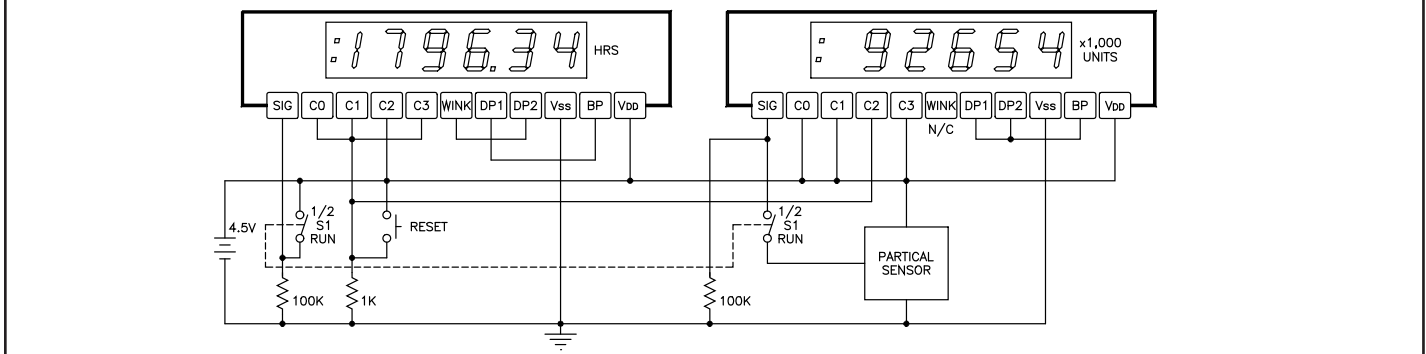 :1796.34 HRS
: 92654 x1,000 UNITS
SIG C0 C1 C2 C3 WINK DP1 DP2 Vss BP VDD
SIG C0 C1 C2 C3 WINK DP1 DP2 Vss BP VDD
N/C
4.5V
1/2
S1
RUN
RESET
1/2
S1
RUN
PARTICAL
SENSOR
100K
1K
100K